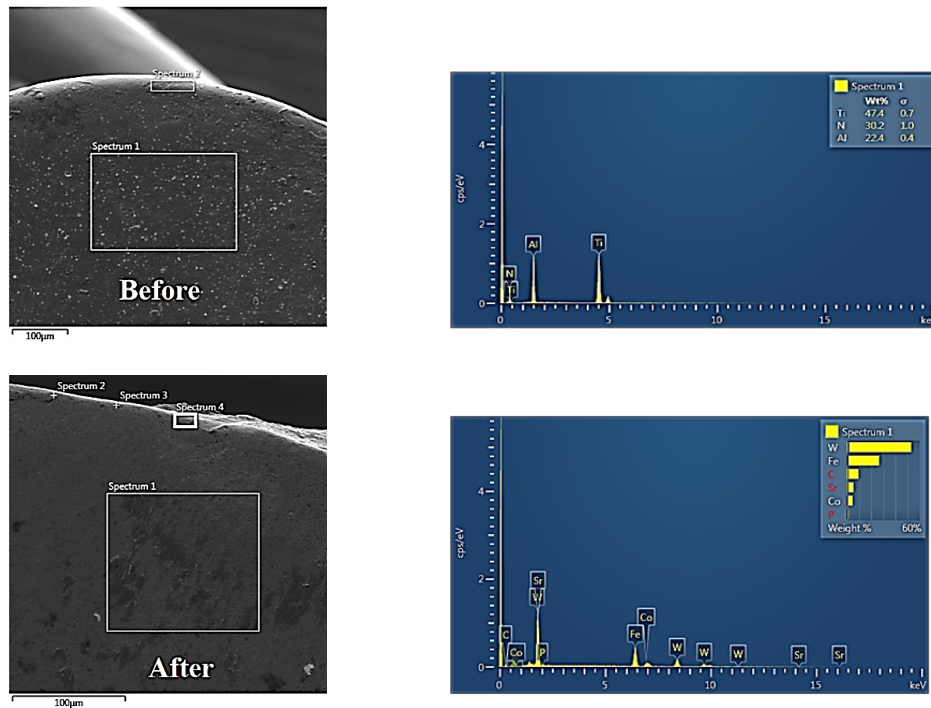 Spectrum 2
Spectrum 1
Before
100µm
Spectrum 1
Wt% σ
Ti 47.4 0.7
N 30.2 1.0
Al 22.4 0.4
cps/eV
4
2
0
Al
Ti
N
Ti
0 5 10 15 ke
Spectrum 2
Spectrum 3
Spectrum 4
Spectrum 1
After
100µm
Spectrum 1
W
Fe
C
Sr
Co
P
Weight % 60%
cps/eV
4
2
0
Sr
W
C
Co
P
Fe
Co
W
W
W
Sr
Sr
0 5 10 15 keV